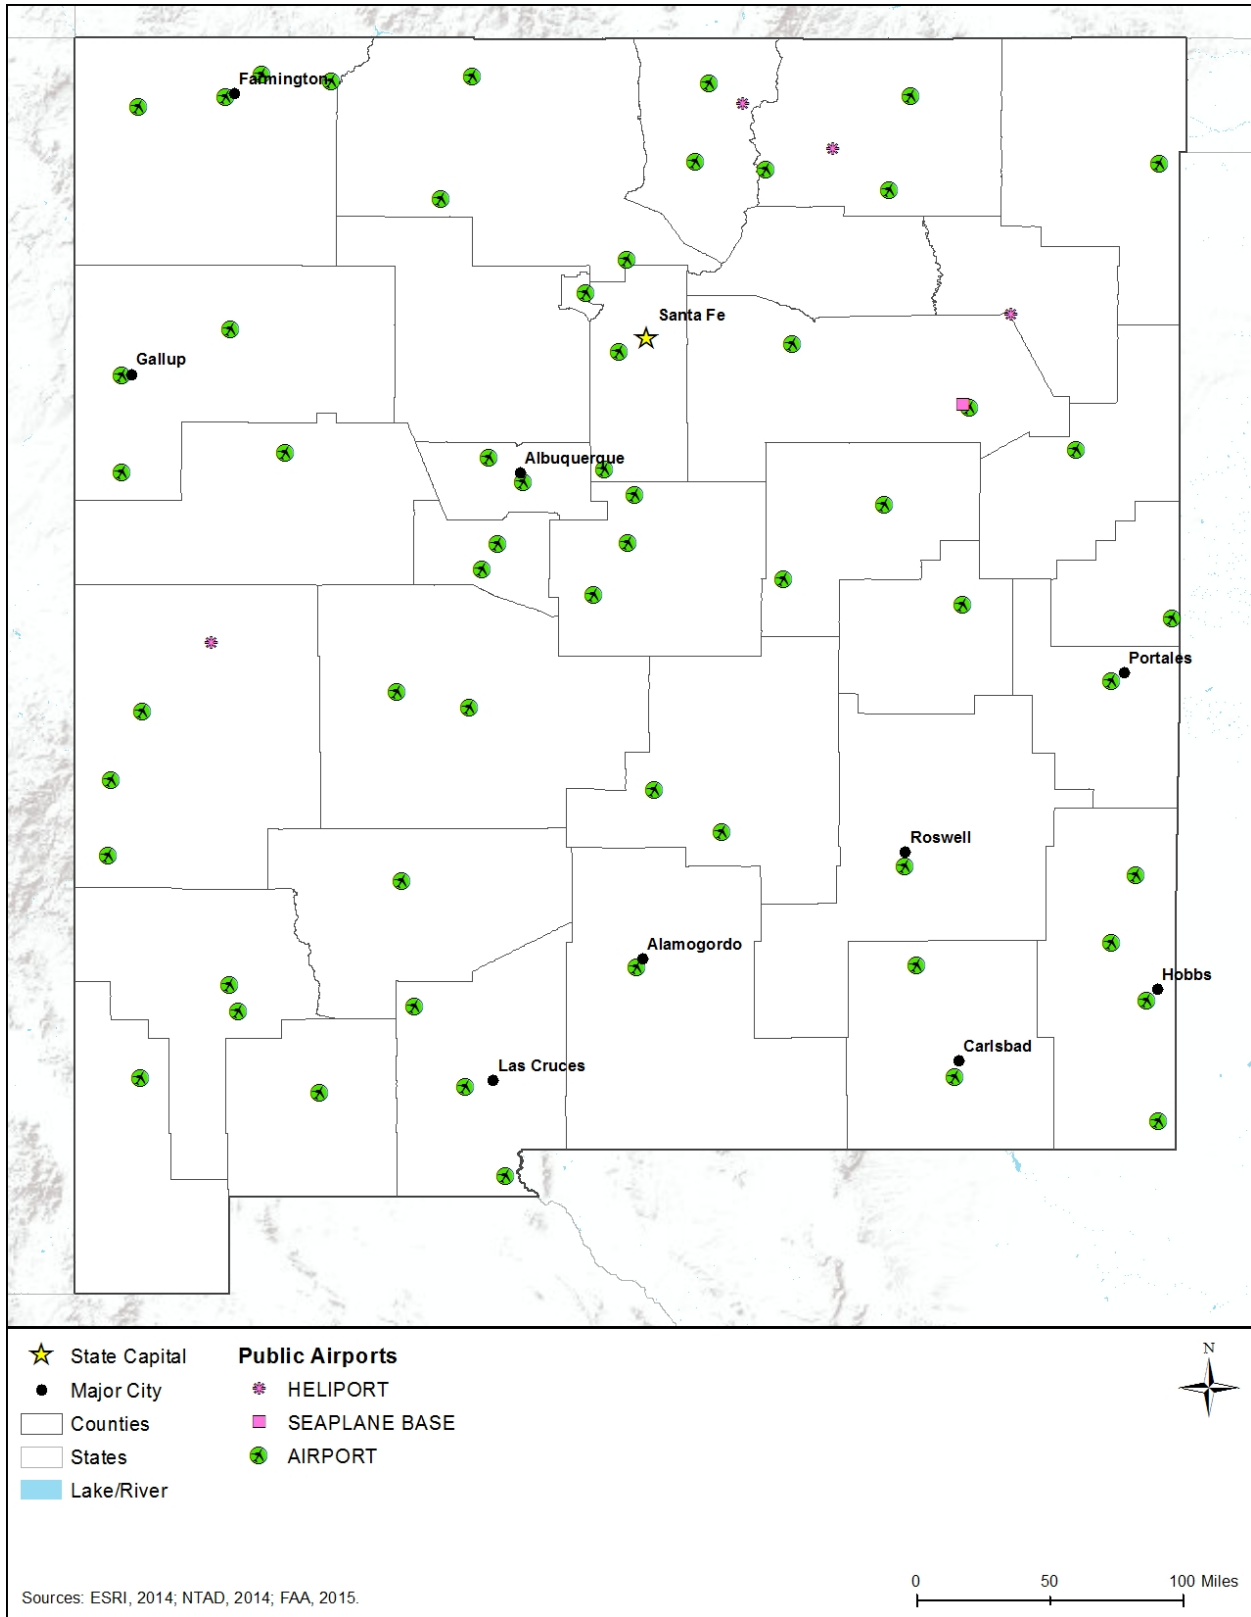 Farmington
Santa Fe
Gallup
Albuquerque
Portales
Roswell
Alamogordo
Hobbs
Carlsbad
Las Cruces
State Capital
Public Airports
N
Major City
HELIPORT
Counties
SEAPLANE BASE
States
AIRPORT
Lake/River
0 50 100 Miles
Sources: ESRI, 2014; NTAD, 2014; FAA, 2015.